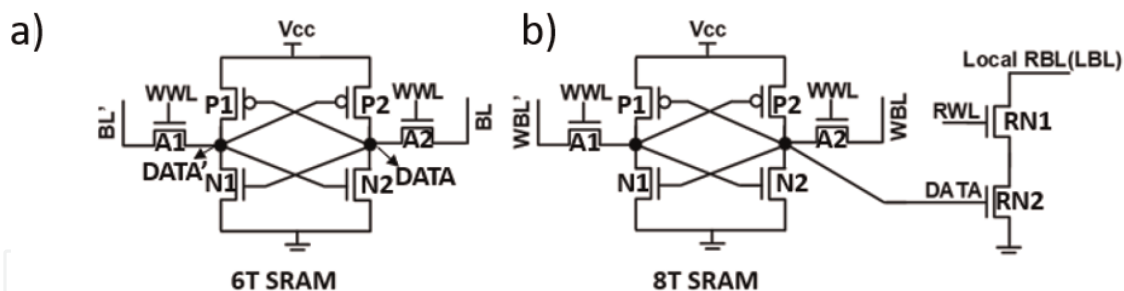 a)
Vcc
BL'
WWL
P1
P2
WWL
BL
A1
A2
DATA'
N1
N2
DATA
6T SRAM
b)
Vcc
WBL'
WWL
P1
P2
WWL
WBL
A1
A2
N1
N2
Local RBL(LBL)
RWL
RN1
DATA
RN2
8T SRAM